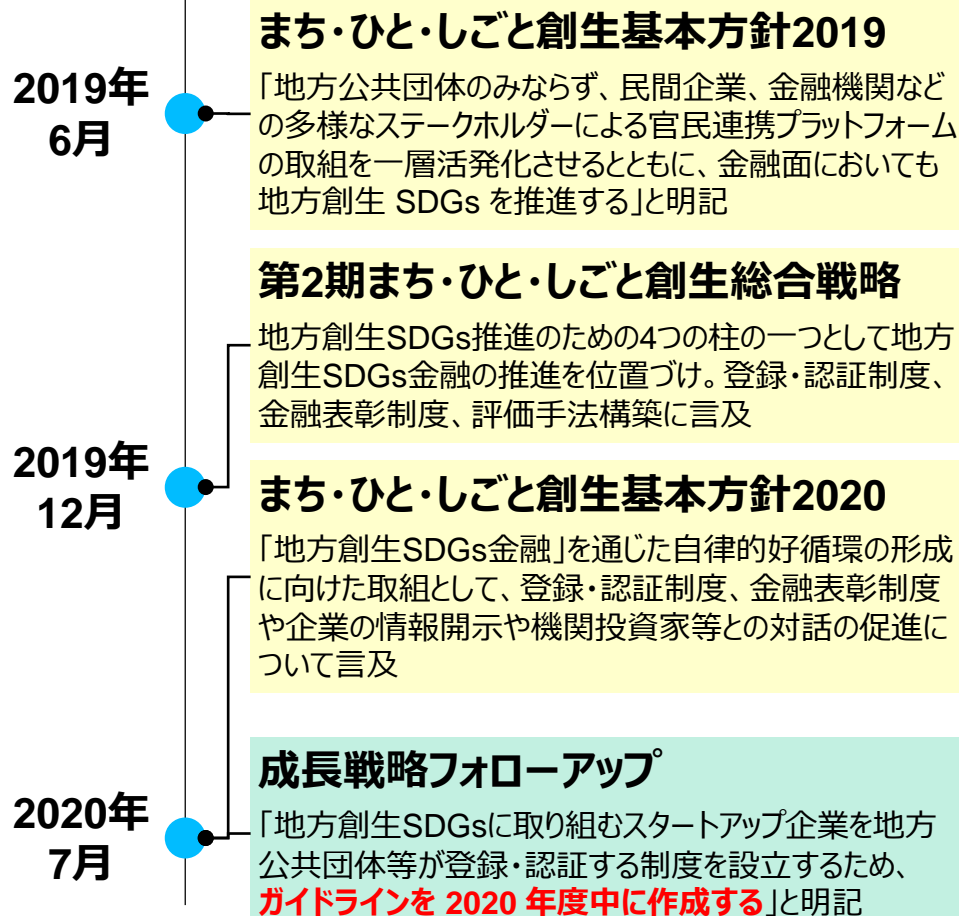 2019年
6月
まち・ひと・しごと創生基本方針2019
「地方公共団体のみならず、民間企業、金融機関など
の多様なステークホルダーによる官民連携プラットフォーム
の取組を一層活発化させるとともに、金融面においても
地方創生 SDGs を推進する」と明記
第2期まち・ひと・しごと創生総合戦略
地方創生SDGs推進のための4つの柱の一つとして地方
創生SDGs金融の推進を位置づけ。登録・認証制度、
金融表彰制度、評価手法構築に言及
2019年
12月
まち・ひと・しごと創生基本方針2020
「地方創生SDGs金融」を通じた自律的好循環の形成
に向けた取組として、登録・認証制度、金融表彰制度
や企業の情報開示や機関投資家等との対話の促進に
ついて言及
2020年
7月
成長戦略フォローアップ
「地方創生SDGsに取り組むスタートアップ企業を地方
公共団体等が登録・認証する制度を設立するため、
ガイドラインを 2020 年度中に作成する」と明記